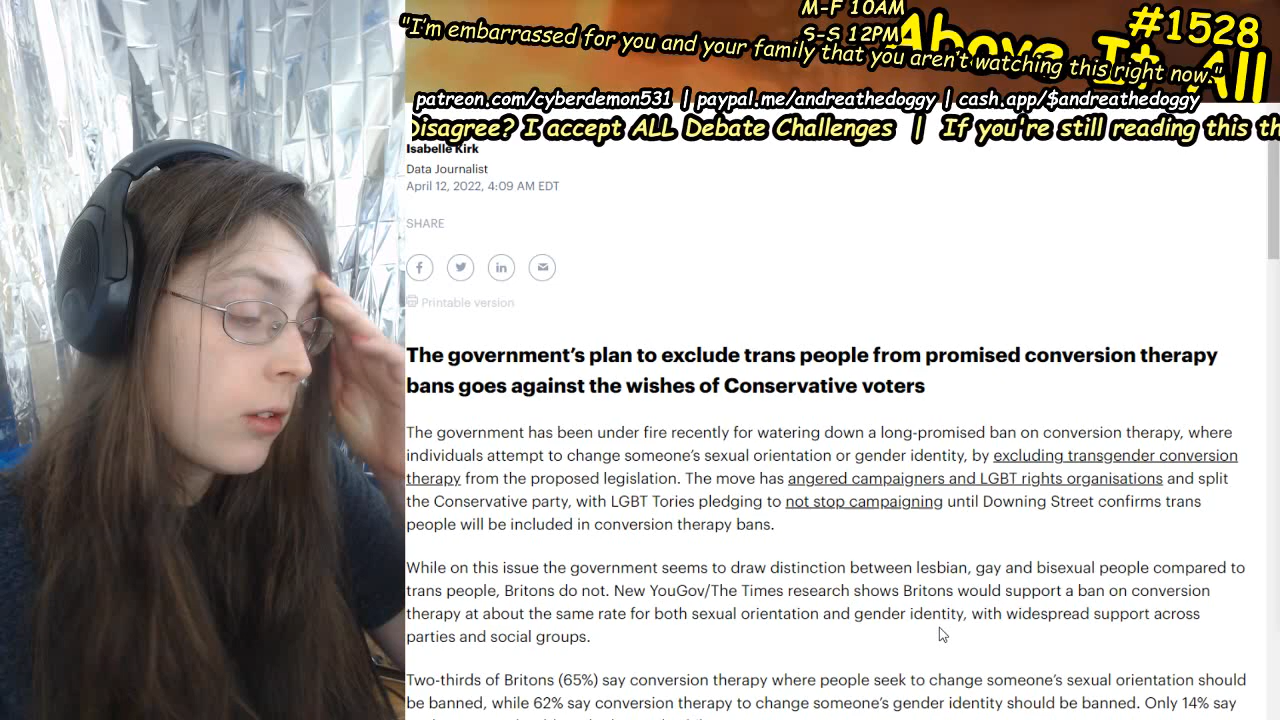 M-F 10AM
S-S 12PM
#1528
Above It All
"I'm embarrassed for you and your family that you aren't watching this right now."
patreon.com/cyberdemon531 | paypal.me/andreathedoggy | cash.app/$andreathedoggy
Disagree? I accept ALL Debate Challenges | If you're still reading this th
Isabelle Kirk
Data Journalist
April 12, 2022, 4:09 AM EDT
SHARE
Printable version
The government's plan to exclude trans people from promised conversion therapy
bans goes against the wishes of Conservative voters
The government has been under fire recently for watering down a long-promised ban on conversion therapy, where
individuals attempt to change someone's sexual orientation or gender identity, by excluding transgender conversion
therapy from the proposed legislation. The move has angered campaigners and LGBT rights organisations and split
the Conservative party, with LGBT Tories pledging to not stop campaigning until Downing Street confirms trans
people will be included in conversion therapy bans.
While on this issue the government seems to draw distinction between lesbian, gay and bisexual people compared to
trans people, Britons do not. New YouGov/The Times research shows Britons would support a ban on conversion
therapy at about the same rate for both sexual orientation and gender identity, with widespread support across
parties and social groups.
Two-thirds of Britons (65%) say conversion therapy where people seek to change someone's sexual orientation should
be banned, while 62% say conversion therapy to change someone's gender identity should be banned. Only 14% say